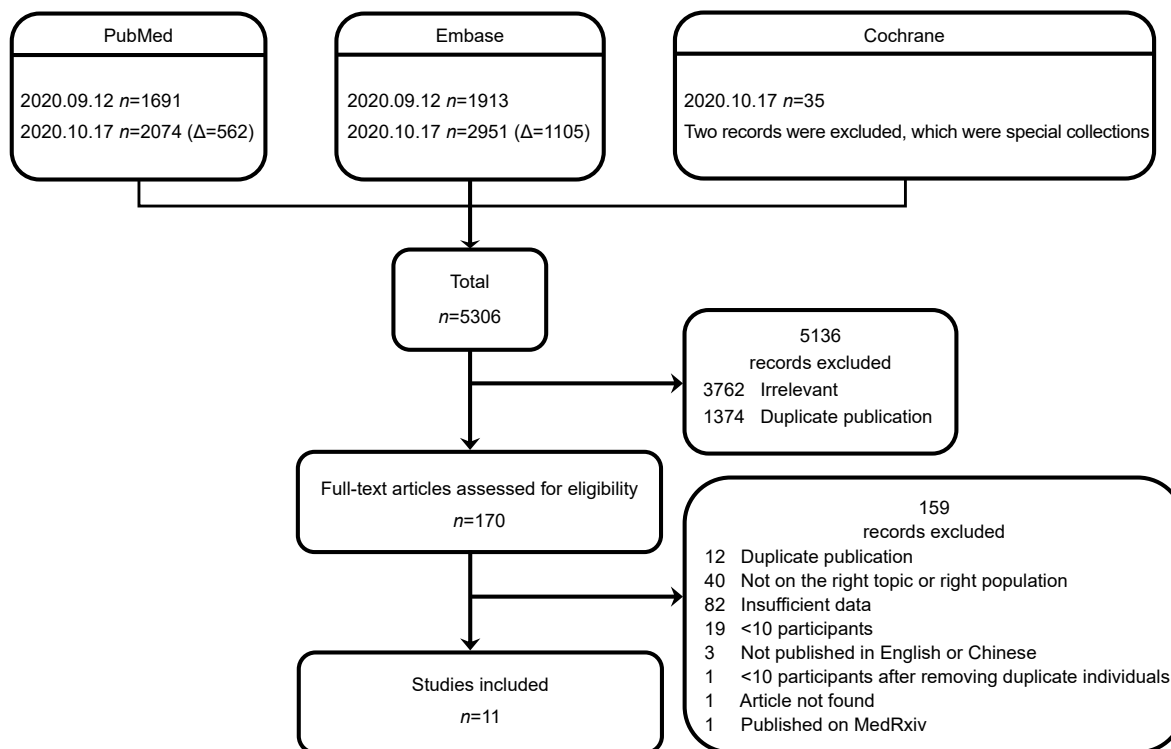 PubMed
2020.09.12 n=1691
2020.10.17 n=2074 (Δ=562)
Embase
2020.09.12 n=1913
2020.10.17 n=2951 (Δ=1105)
Cochrane
2020.10.17 n=35
Two records were excluded, which were special collections
Total
n=5306
5136
records excluded
3762 Irrelevant
1374 Duplicate publication
Full-text articles assessed for eligibility
n=170
159
records excluded
12 Duplicate publication
40 Not on the right topic or right population
82 Insufficient data
19 <10 participants
3 Not published in English or Chinese
1 <10 participants after removing duplicate individuals
1 Article not found
1 Published on MedRxiv
Studies included
n=11